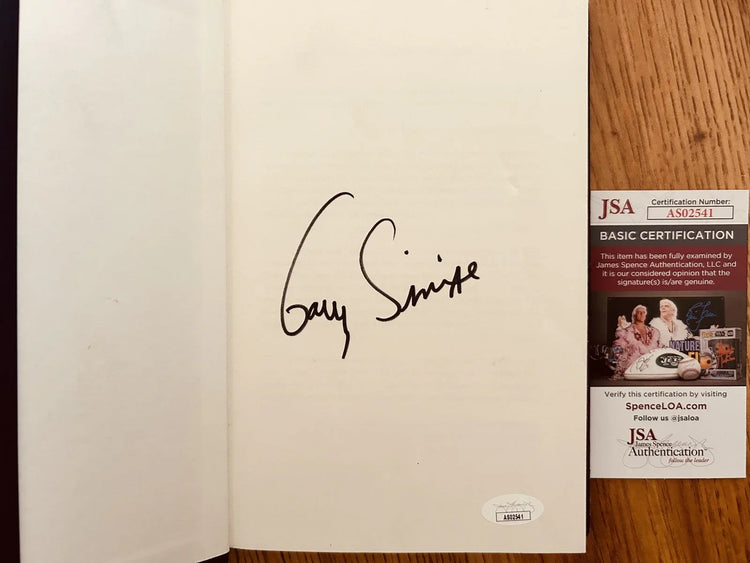 Gary Sinise
AS02541
JSA
Certification Number:
AS02541
BASIC CERTIFICATION
This item has been fully examined by
James Spence Authentication, LLC and
it is our considered opinion that the
signature(s) is/are genuine.
NATURE
Verify this certification by visiting
SpenceLOA.com
Follow us @jsaloa
JSA
James Spence
Authentication
follow the leader